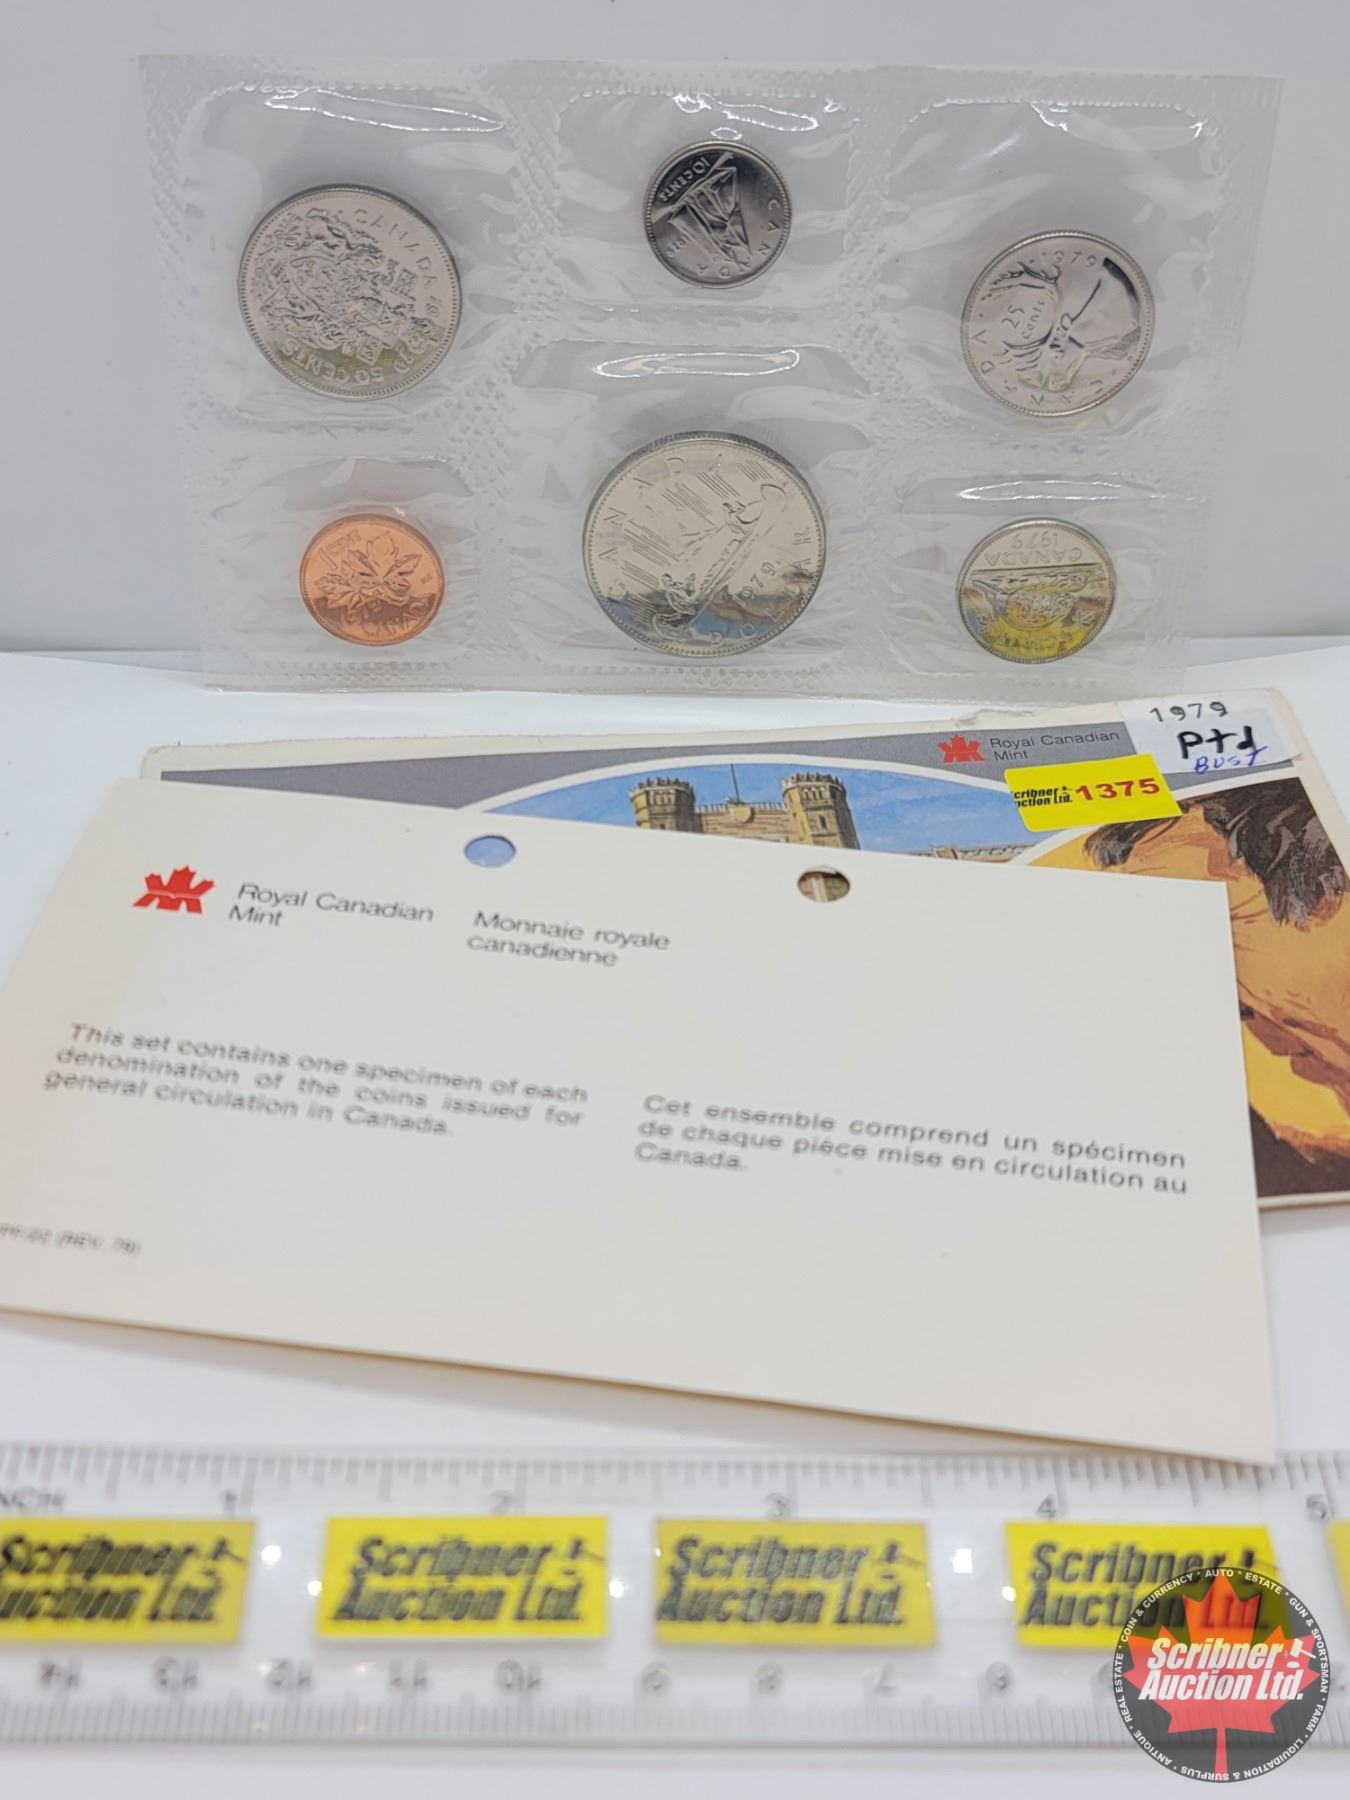 CANADA 1979
50 CENTS
10 CENTS
CANADA
1979
25
cents
CANADA
CANADA
CANADA
1979
DOLLAR
CANADA
1979
1979
Ptd
BUST
Royal Canadian
Mint
1375
Royal Canadian
Mint
Monnaie royale
canadienne
This set contains one specimen of each
denomination of the coins issued for
general circulation in Canada.
Cet ensemble comprend un spécimen
de chaque pièce mise en circulation au
Canada.
(REV. 79)
1 2 3 4 5
Scribner
Auction Ltd.
Scribner
Auction Ltd.
Scribner
Auction Ltd.
Scribner
Auction Ltd.
14 13 12 11 10 9 8 7 6
COIN & CURRENCY • AUTO • ESTATE • GUN & SPORTSMAN • FARM • LIQUIDATION & SURPLUS • ANTIQUE • REAL ESTATE
Scribner
Auction Ltd.